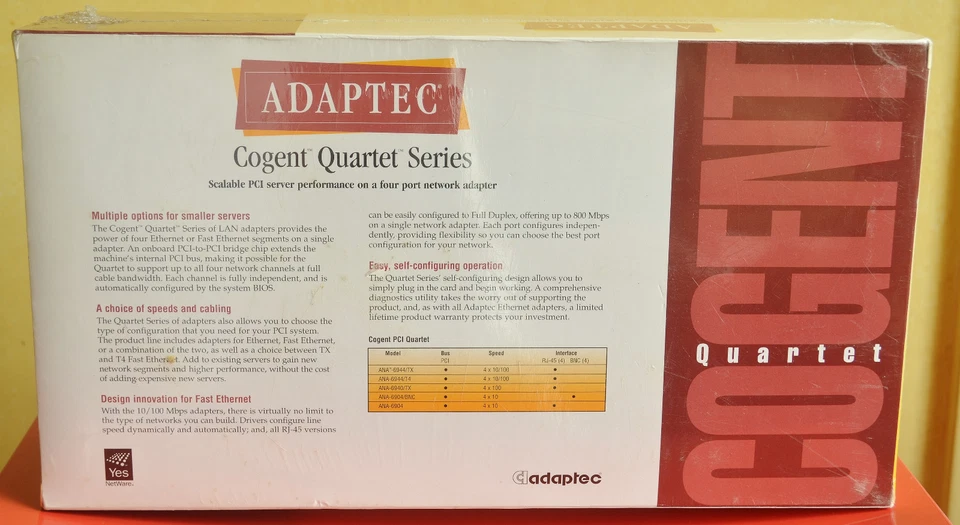 ADAPTEC
ADAPTEC
Cogent™ Quartet™ Series
Scalable PCI server performance on a four port network adapter
Multiple options for smaller servers
The Cogent™ Quartet™ Series of LAN adapters provides the
power of four Ethernet or Fast Ethernet segments on a single
adapter. An onboard PCI-to-PCI bridge chip extends the
machine's internal PCI bus, making it possible for the
Quartet to support up to all four network channels at full
cable bandwidth. Each channel is fully independent, and is
automatically configured by the system BIOS.
A choice of speeds and cabling
The Quartet Series of adapters also allows you to choose the
type of configuration that you need for your PCI system.
The product line includes adapters for Ethernet, Fast Ethernet,
or a combination of the two, as well as a choice between TX
and T4 Fast Ethernet. Add to existing servers to gain new
network segments and higher performance, without the cost
of adding-expensive new servers.
Design innovation for Fast Ethernet
With the 10/100 Mbps adapters, there is virtually no limit to
the type of networks you can build. Drivers configure line
speed dynamically and automatically; and, all RJ-45 versions
can be easily configured to Full Duplex, offering up to 800 Mbps
on a single network adapter. Each port configures indepen-
dently, providing flexibility so you can choose the best port
configuration for your network.
Easy, self-configuring operation
The Quartet Series' self-configuring design allows you to
simply plug in the card and begin working. A comprehensive
diagnostics utility takes the worry out of supporting the
product, and, as with all Adaptec Ethernet adapters, a limited
lifetime product warranty protects your investment.
Cogent PCI Quartet
Model Bus Speed Interface
PCI RJ-45 (4) BNC (4)
ANA™-6944/TX • 4 x 10/100 •
ANA-6944/T4 • 4 x 10/100 •
ANA-6940/TX • 4 x 100 •
ANA-6904/BNC • 4 x 10 •
ANA-6904 • 4 x 10 •
Yes
NetWare.
adaptec
COGENT
Quartet